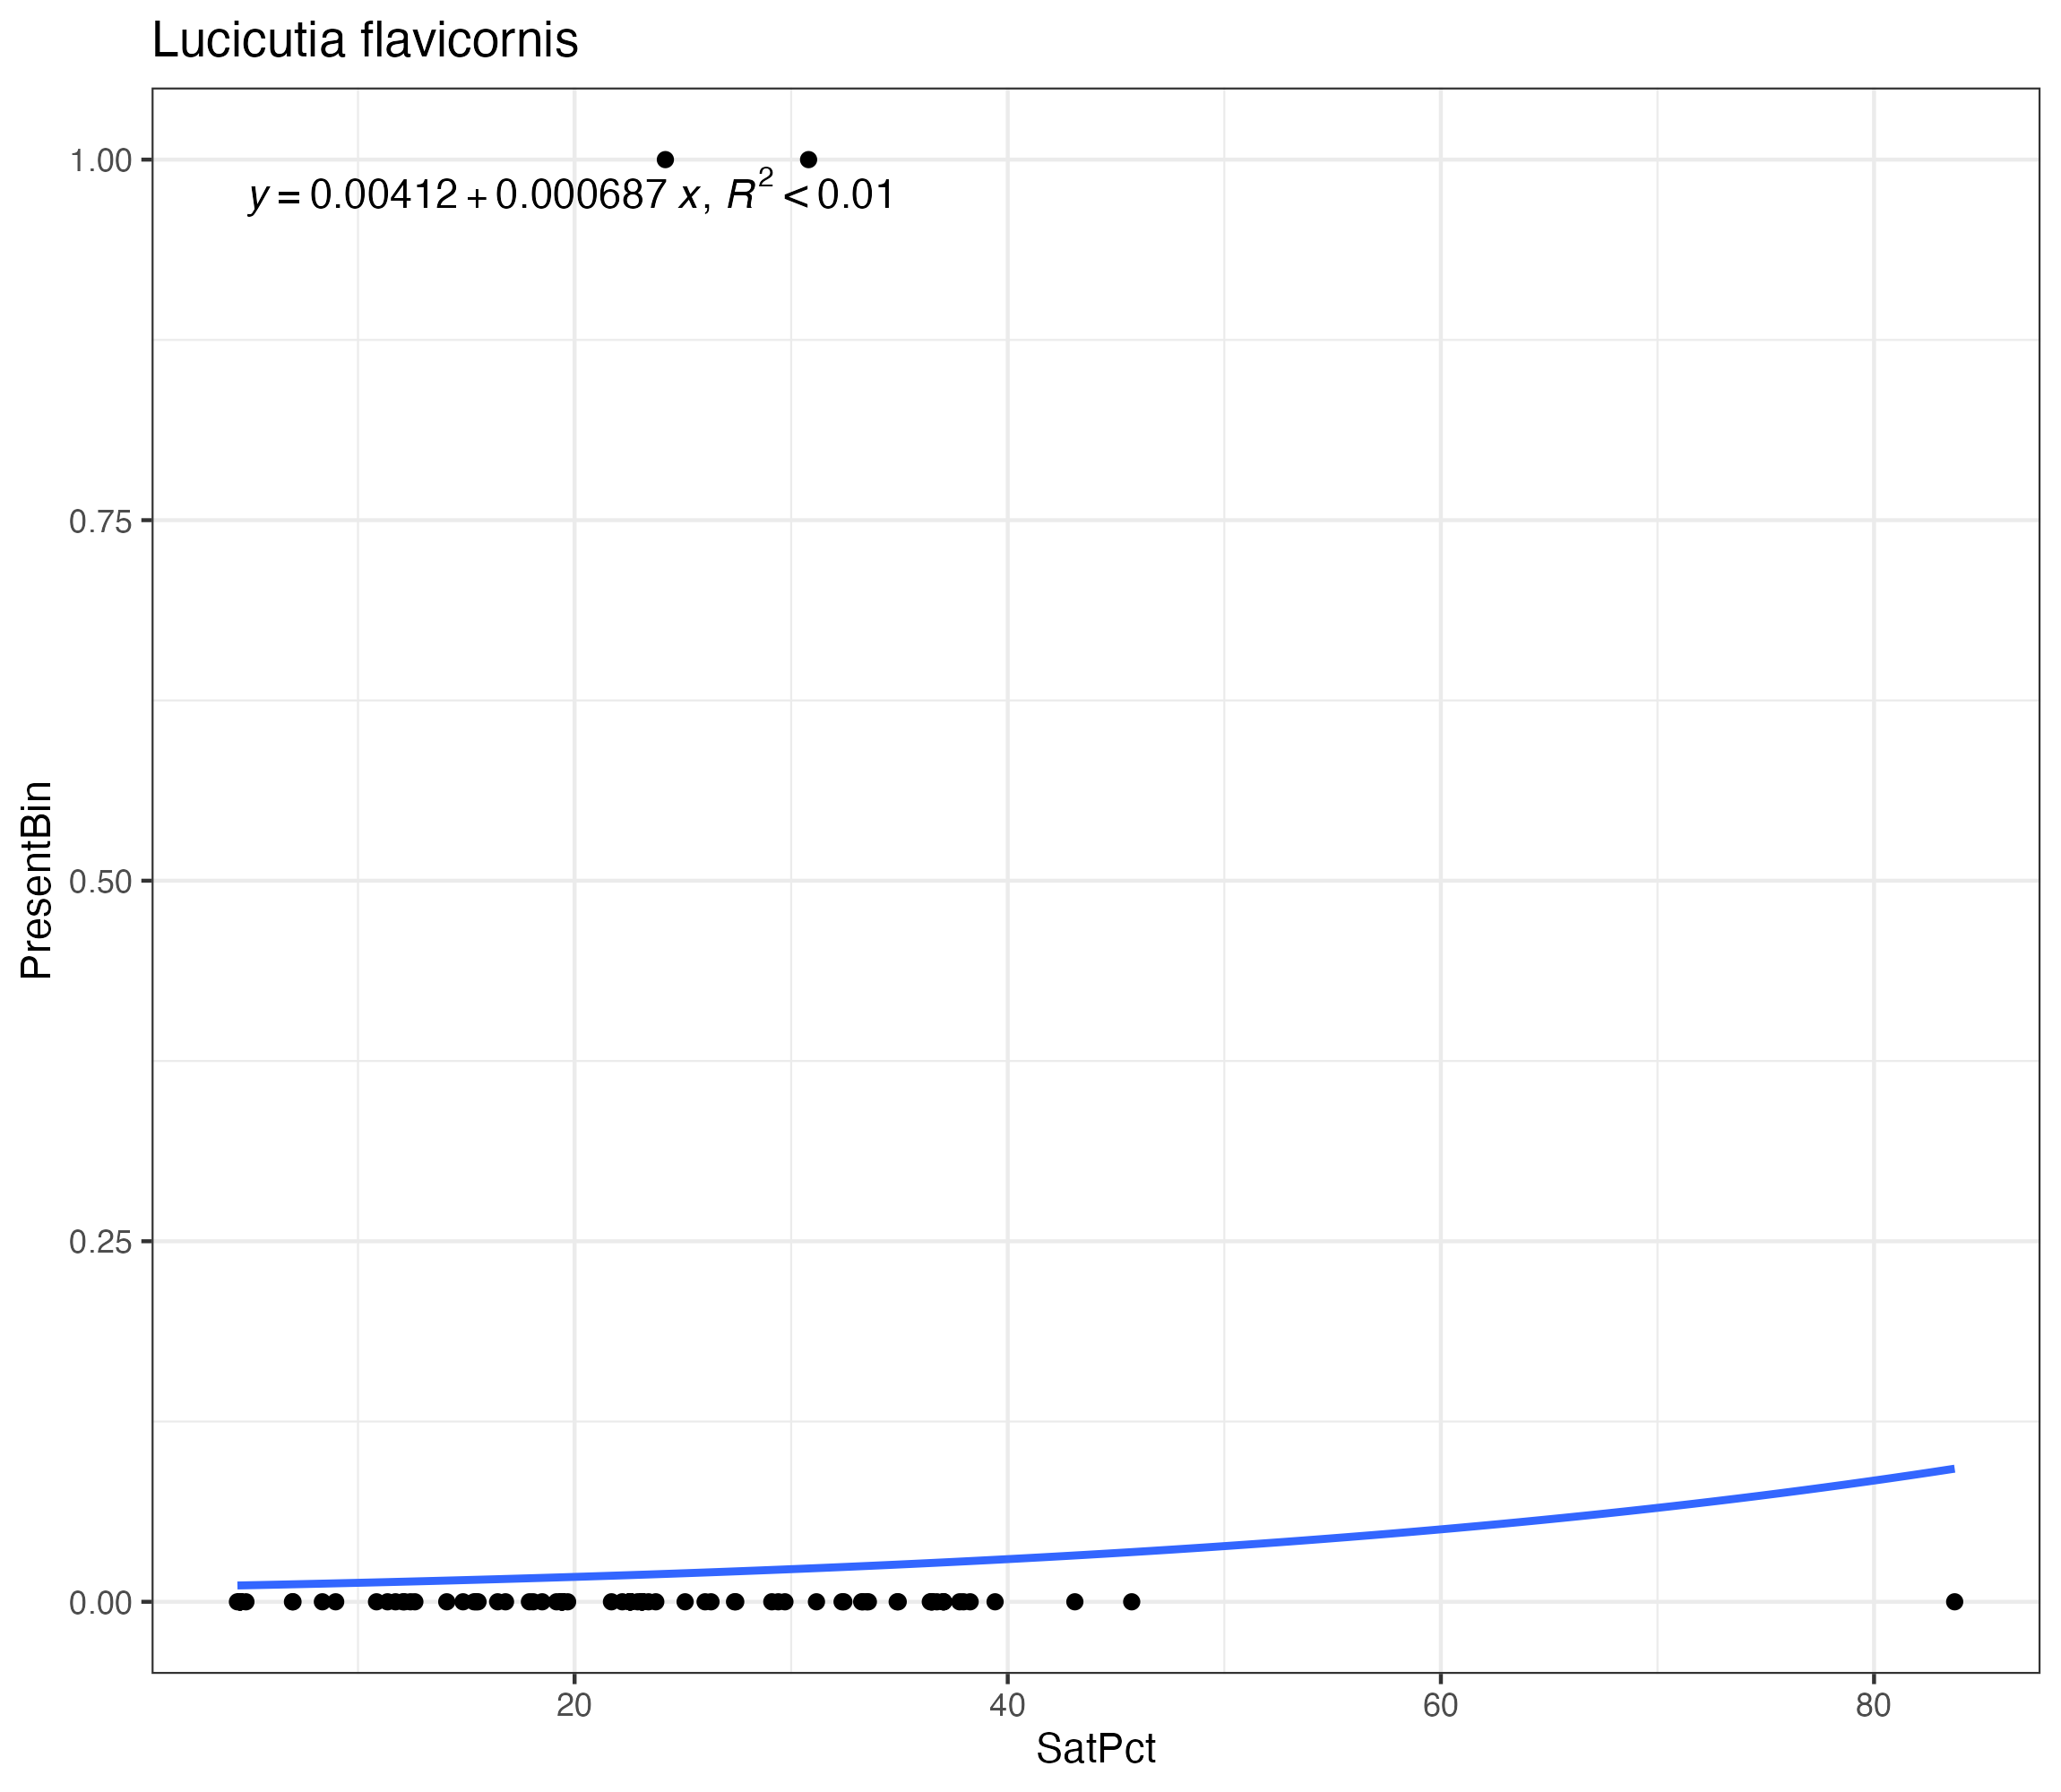 Lucicutia flavicornis
1.00
y = 0.00412 + 0.000687 x, R² < 0.01
0.75
0.50
PresentBin
0.25
0.00
20 40 60 80
SatPct